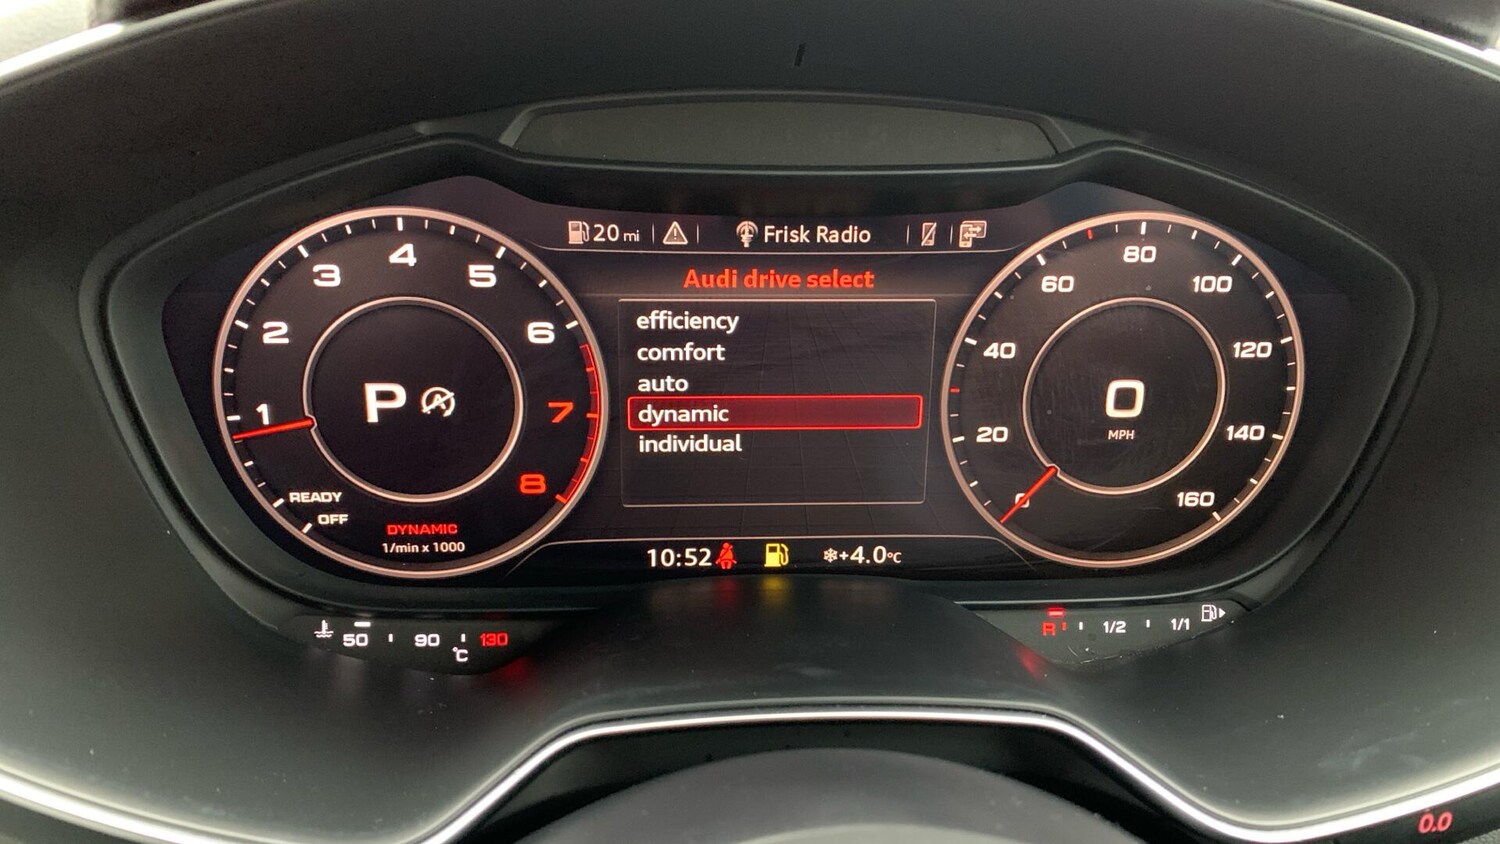 20 mi
Frisk Radio
Audi drive select
efficiency
comfort
auto
dynamic
individual
10:52
+4.0°C
1
2
3
4
5
6
7
8
P
A
READY
OFF
DYNAMIC
1/min x 1000
0
20
40
60
80
100
120
140
160
0
MPH
50
90
130
°C
R
1/2
1/1
0.0